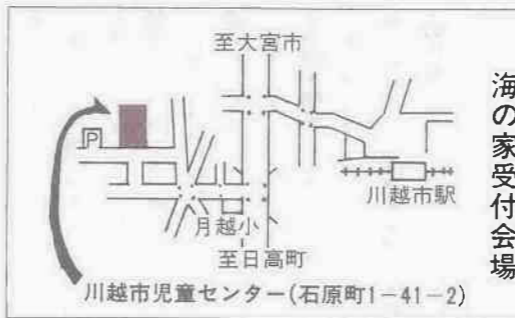 至大宮市
P
川越市駅
月越小
至日高町
川越市児童センター(石原町1-41-2)
海の家受付会場